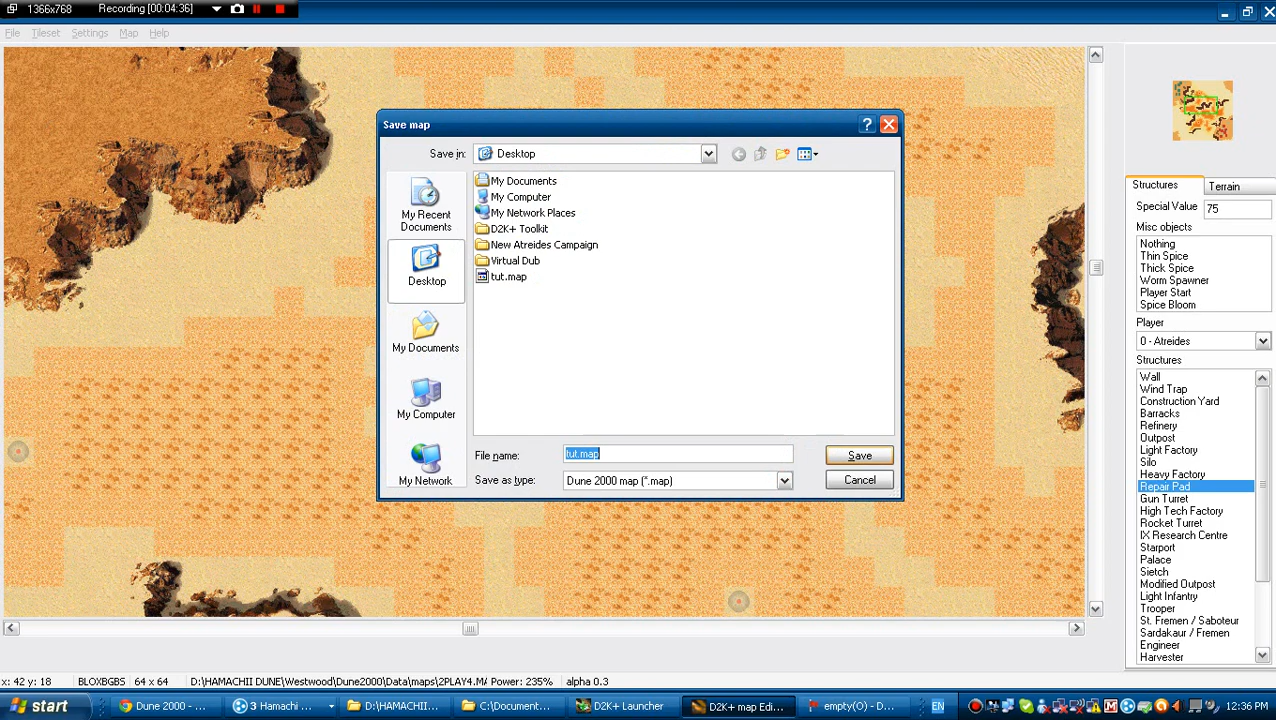 1366x768
Recording [00:04:36]
File Tileset Settings Map Help
Save map
Save in: Desktop
My Recent Documents
Desktop
My Documents
My Computer
My Network
My Documents
My Computer
My Network Places
D2K+ Toolkit
New Atreides Campaign
Virtual Dub
tut.map
File name: tut.map Save
Save as type: Dune 2000 map (*.map) Cancel
Structures Terrain
Special Value 75
Misc objects
Nothing
Thin Spice
Thick Spice
Worm Spawner
Player Start
Spice Bloom
Player
0 - Atreides
Structures
Wall
Wind Trap
Construction Yard
Barracks
Refinery
Outpost
Light Factory
Silo
Heavy Factory
Repair Pad
Gun Turret
High Tech Factory
Rocket Turret
IX Research Centre
Starport
Palace
Sietch
Modified Outpost
Light Infantry
Trooper
St. Fremen / Saboteur
Sardakaur / Fremen
Engineer
Harvester
x: 42 y: 18 BLOXBGBS 64 x 64 D:\HAMACHII DUNE\Westwood\Dune2000\Data\maps\2PLAY4.MA Power: 235% alpha 0.3
start Dune 2000 - ... 3 Hamachi ... D:\HAMACHI... C:\Document... D2K+ Launcher D2K+ map Edi... empty(O) - D... EN 12:36 PM